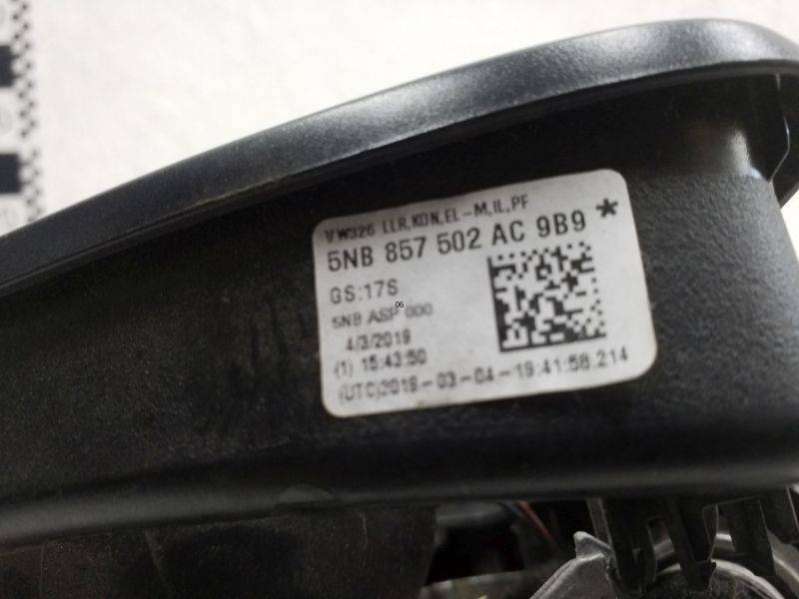 VW326 LLR,KON,EL-M,IL,PF
5NB 857 502 AC 9B9 *
GS:17S
06
5NB ASP 000
4/3/2019
(1) 15:43:50
(UTC)2019-03-04-19:41:58.214